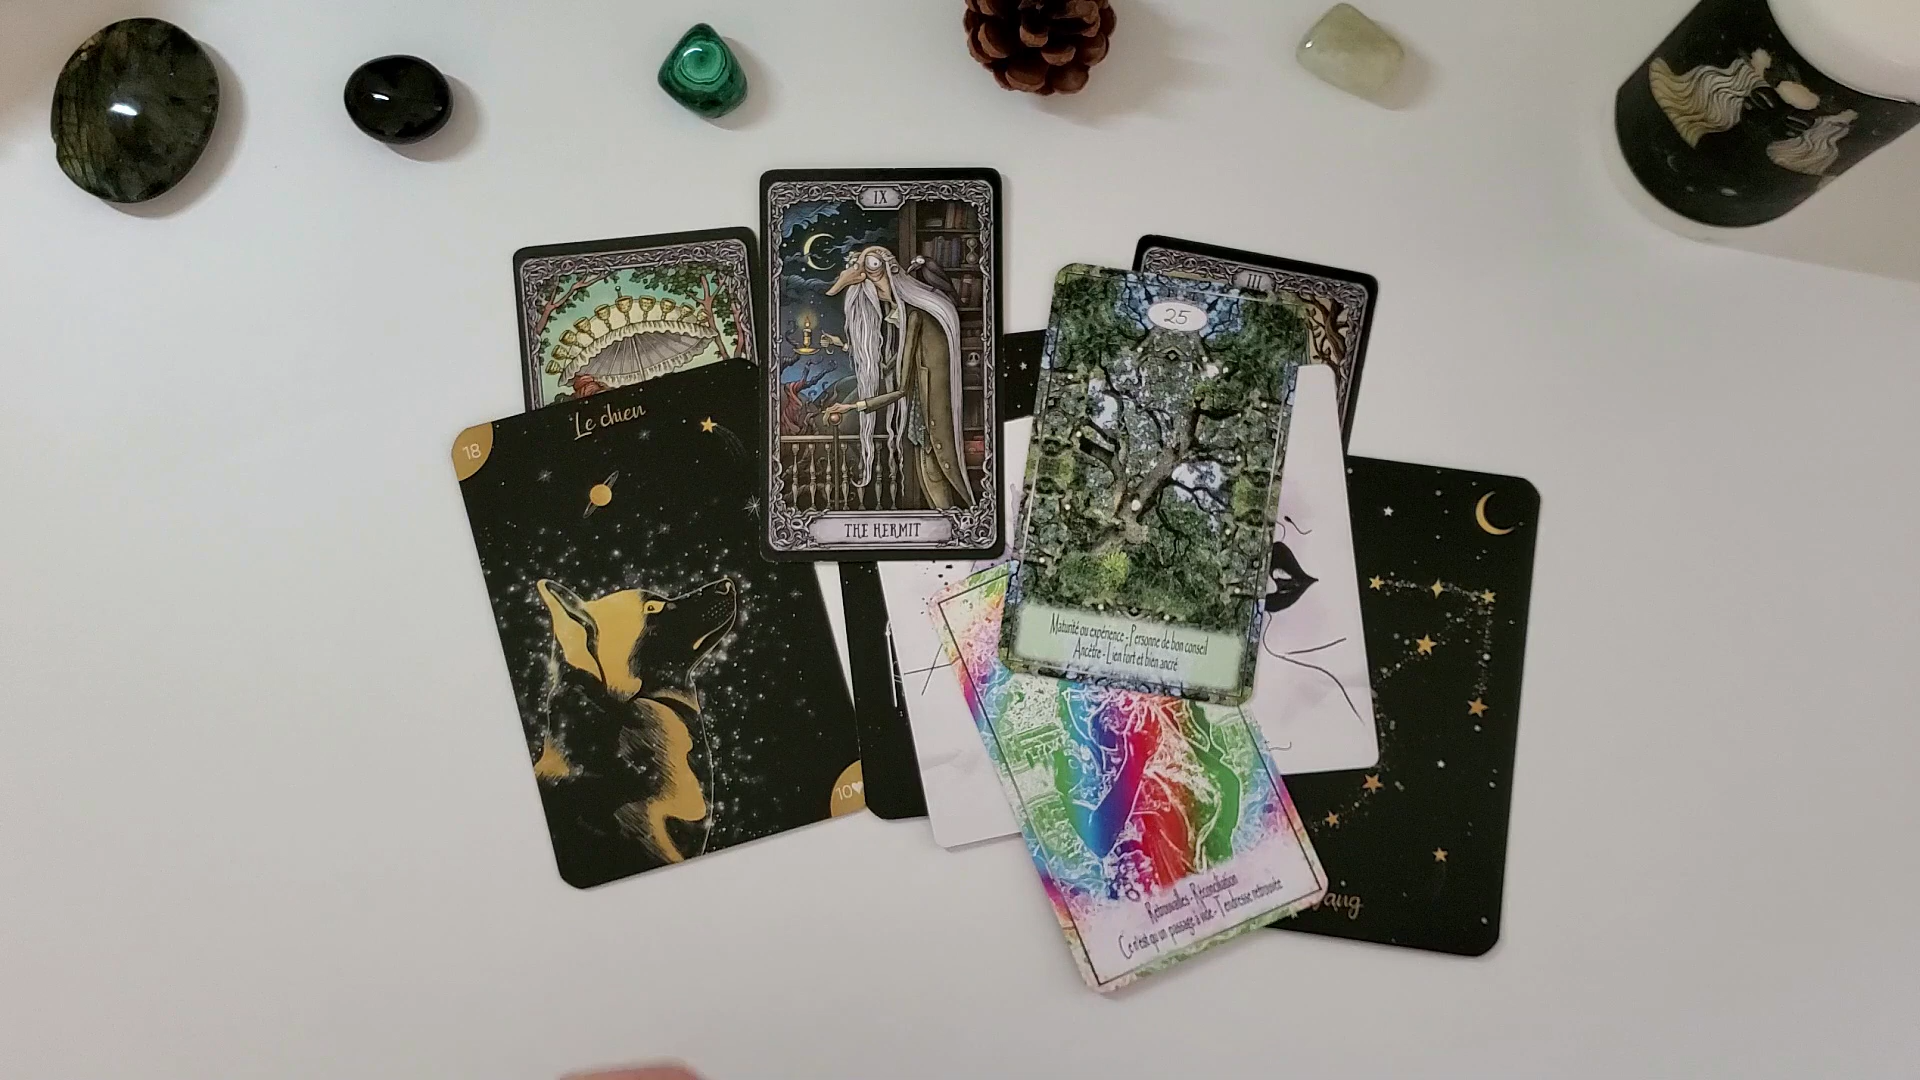 IX
THE HERMIT
III
25
Maturité ou expérience - Personne de bon conseil
Ancêtre - Lien fort et bien ancré
18
Le chien
10♥
Retrouvailles - Réconciliation
Ce n'est qu'un passage à vide - Tendresse retrouvée